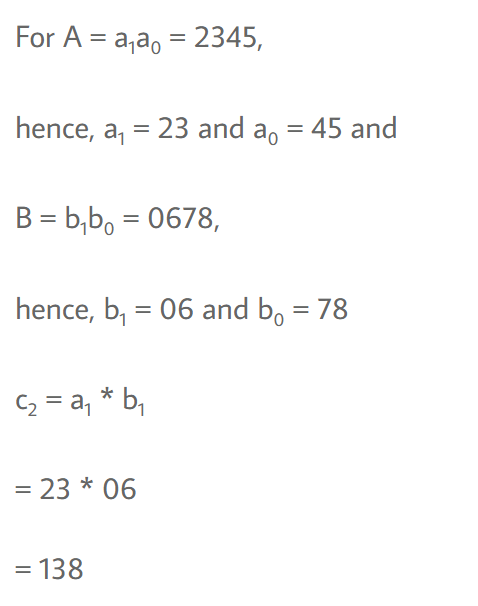 For A = a₁a₀ = 2345,
hence, a₁ = 23 and a₀ = 45 and
B = b₁b₀ = 0678,
hence, b₁ = 06 and b₀ = 78
c₂ = a₁ * b₁
= 23 * 06
= 138